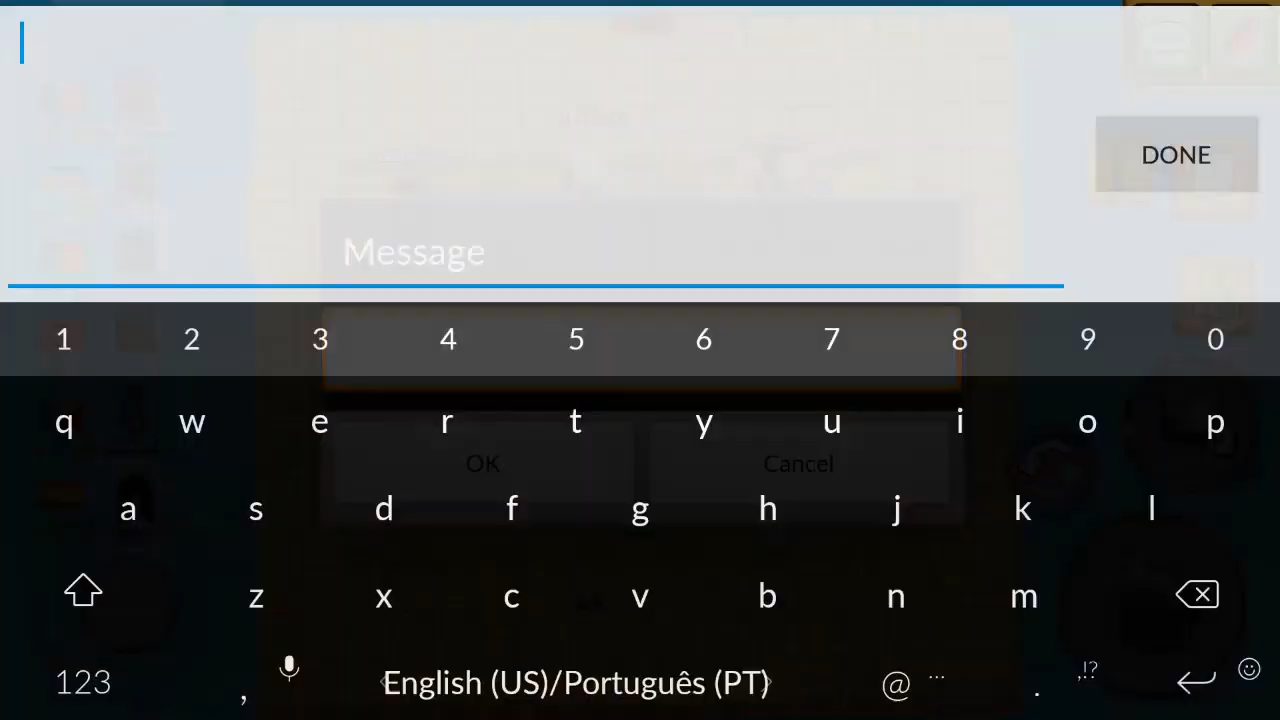 DONE
Message
1 2 3 4 5 6 7 8 9 0
q w e r t y u i o p
OK Cancel
a s d f g h j k l
z x c v b n m
123 , English (US)/Português (PT) @ ... . ,!?